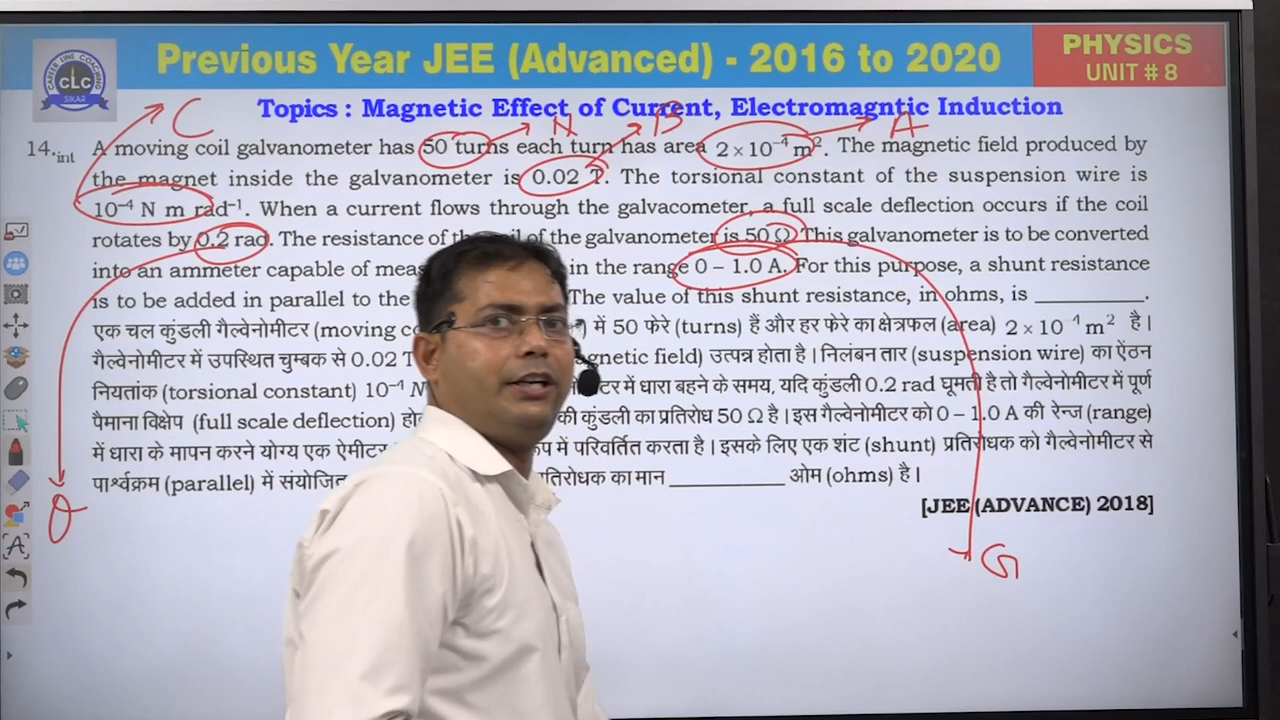 Previous Year JEE (Advanced) - 2016 to 2020
PHYSICS
UNIT # 8
CAREER LINE COACHING
CLC
SIKAR
Topics : Magnetic Effect of Current, Electromagntic Induction
C
N
B
A
14.int A moving coil galvanometer has 50 turns each turn has area 2 × 10⁻⁴ m². The magnetic field produced by
the magnet inside the galvanometer is 0.02 T. The torsional constant of the suspension wire is
10⁻⁴ N m rad⁻¹. When a current flows through the galvacometer, a full scale deflection occurs if the coil
rotates by 0.2 rad. The resistance of the coil of the galvanometer is 50 Ω. This galvanometer is to be converted
into an ammeter capable of meas in the range 0 – 1.0 A. For this purpose, a shunt resistance
is to be added in parallel to the The value of this shunt resistance, in ohms, is __________.
एक चल कुंडली गैल्वेनोमीटर (moving co ) में 50 फेरे (turns) हैं और हर फेरे का क्षेत्रफल (area) 2 × 10⁻⁴ m² है।
गैल्वेनोमीटर में उपस्थित चुम्बक से 0.02 T agnetic field) उत्पन्न होता है। निलंबन तार (suspension wire) का ऐंठन
नियतांक (torsional constant) 10⁻⁴ N टर में धारा बहने के समय, यदि कुंडली 0.2 rad घूमती है तो गैल्वेनोमीटर में पूर्ण
पैमाना विक्षेप (full scale deflection) हो की कुंडली का प्रतिरोध 50 Ω है। इस गैल्वेनोमीटर को 0 – 1.0 A की रेन्ज (range)
में धारा के मापन करने योग्य एक ऐमीटर रूप में परिवर्तित करता है। इसके लिए एक शंट (shunt) प्रतिरोधक को गैल्वेनोमीटर से
पार्श्वक्रम (parallel) में संयोजित प्रतिरोधक का मान __________ ओम (ohms) है।
[JEE (ADVANCE) 2018]
θ
G